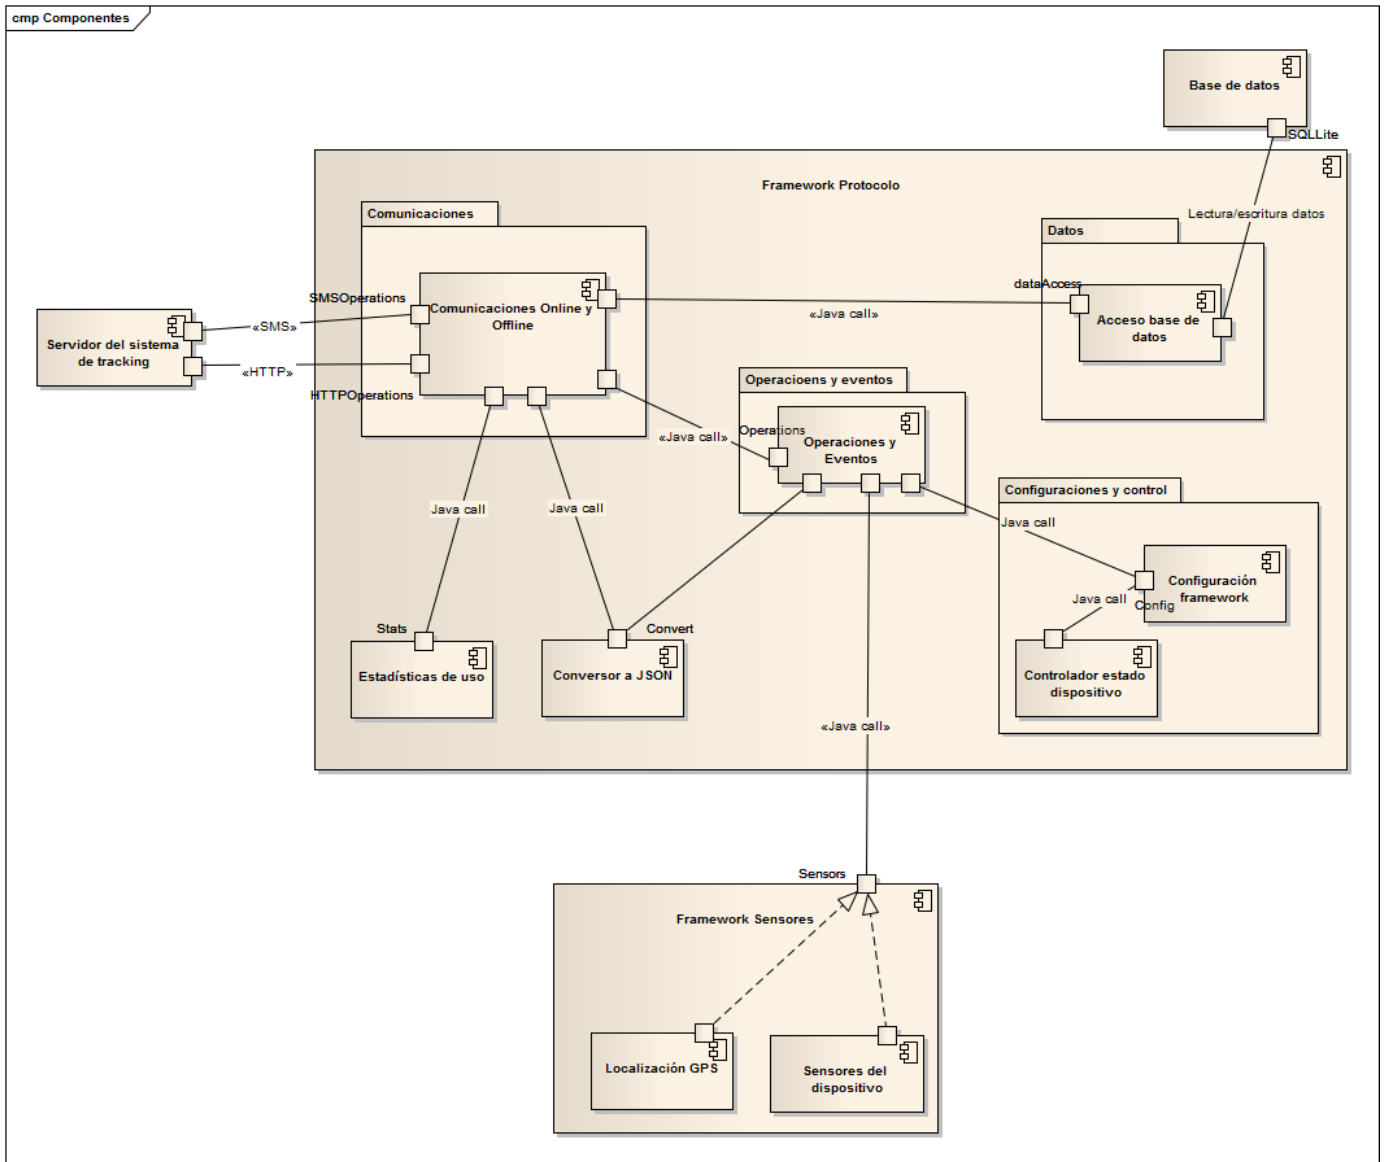 cmp Componentes
Base de datos
SQLLite
Framework Protocolo
Comunicaciones
Lectura/escritura datos
Datos
SMSOperations
Comunicaciones Online y
Offline
dataAccess
«Java call»
Acceso base de
datos
Servidor del sistema
de tracking
«SMS»
«HTTP»
HTTPOperations
Operacioens y eventos
«Java call»
Operations
Operaciones y
Eventos
Configuraciones y control
Java call
Java call
Java call
Configuración
framework
Java call
Config
Stats
Convert
Estadísticas de uso
Conversor a JSON
Controlador estado
dispositivo
«Java call»
Sensors
Framework Sensores
Localización GPS
Sensores del
dispositivo